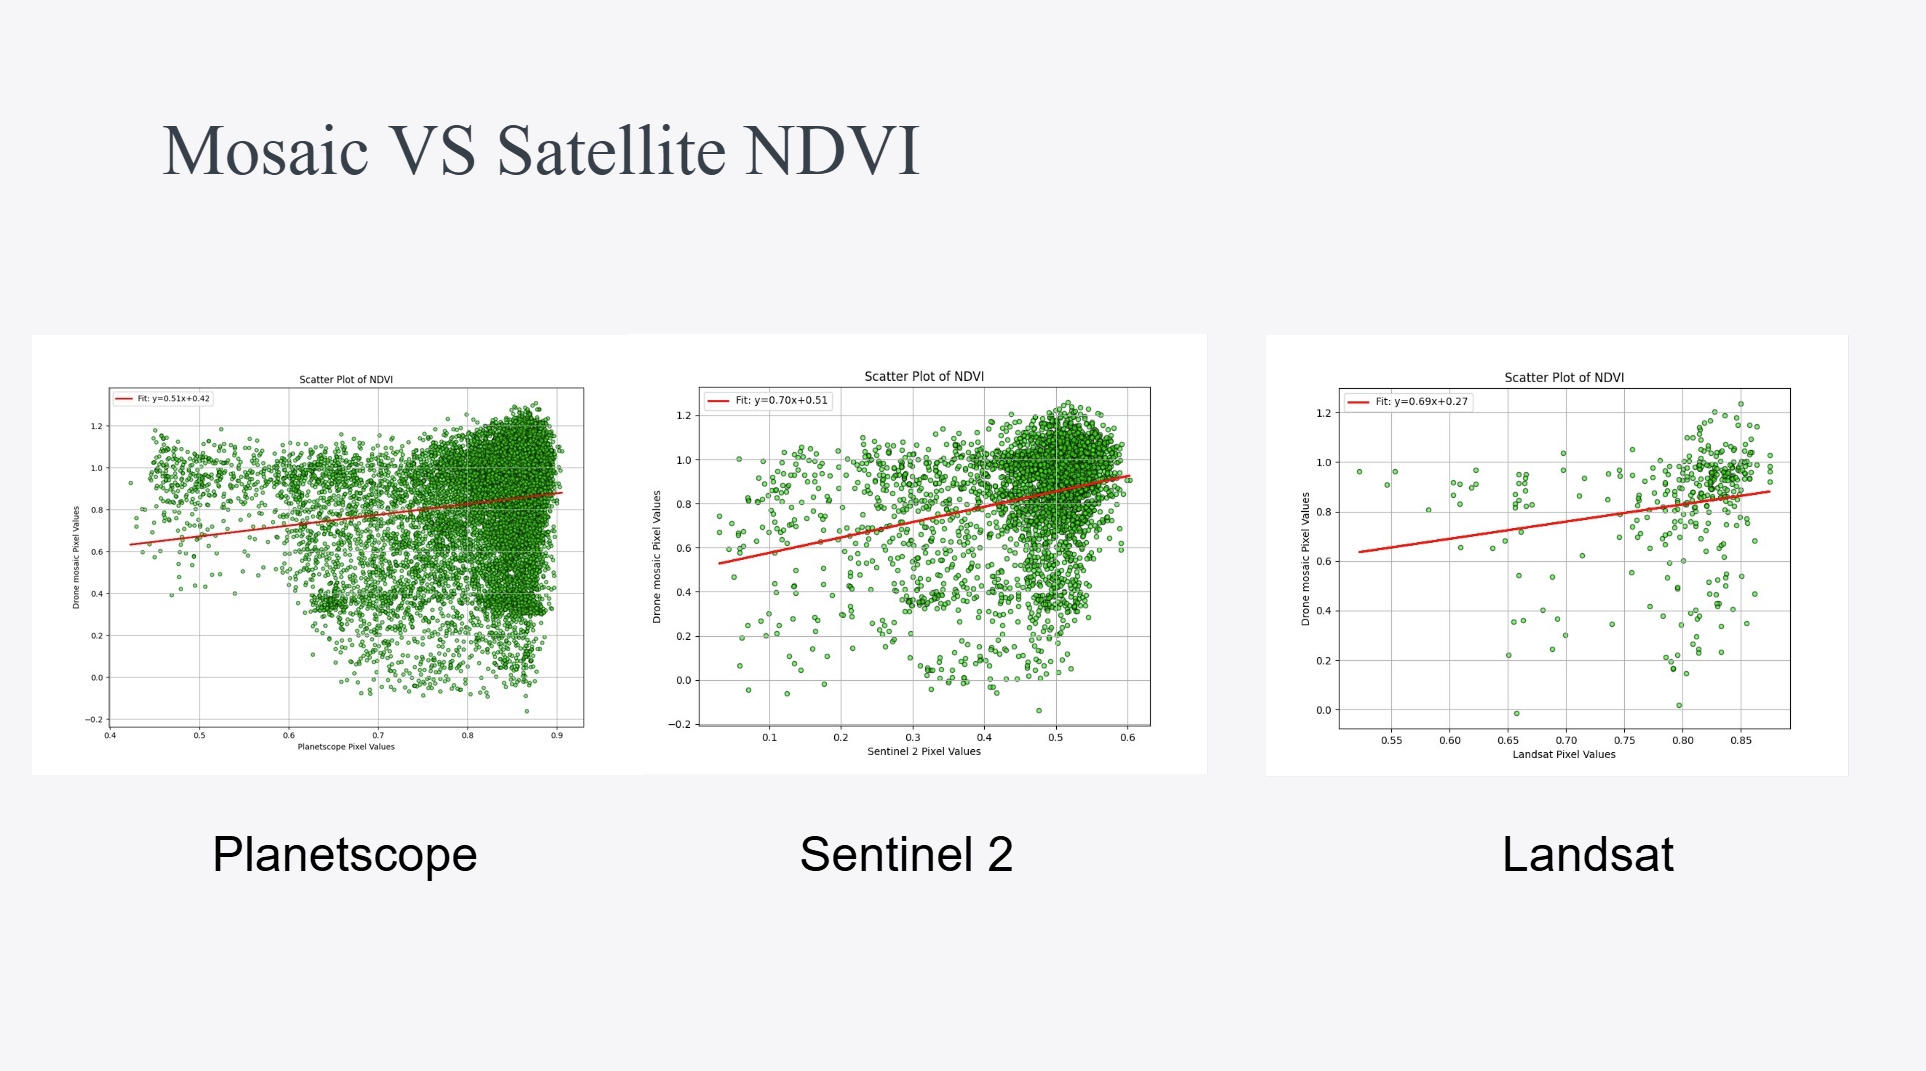 Mosaic VS Satellite NDVI
Scatter Plot of NDVI
Fit: y=0.51x+0.42
Drone mosaic Pixel Values
1.2
1.0
0.8
0.6
0.4
0.2
0.0
−0.2
0.4 0.5 0.6 0.7 0.8 0.9
Planetscope Pixel Values
Scatter Plot of NDVI
Fit: y=0.70x+0.51
Drone mosaic Pixel Values
1.2
1.0
0.8
0.6
0.4
0.2
0.0
−0.2
0.1 0.2 0.3 0.4 0.5 0.6
Sentinel 2 Pixel Values
Scatter Plot of NDVI
Fit: y=0.69x+0.27
Drone mosaic Pixel Values
1.2
1.0
0.8
0.6
0.4
0.2
0.0
0.55 0.60 0.65 0.70 0.75 0.80 0.85
Landsat Pixel Values
Planetscope
Sentinel 2
Landsat